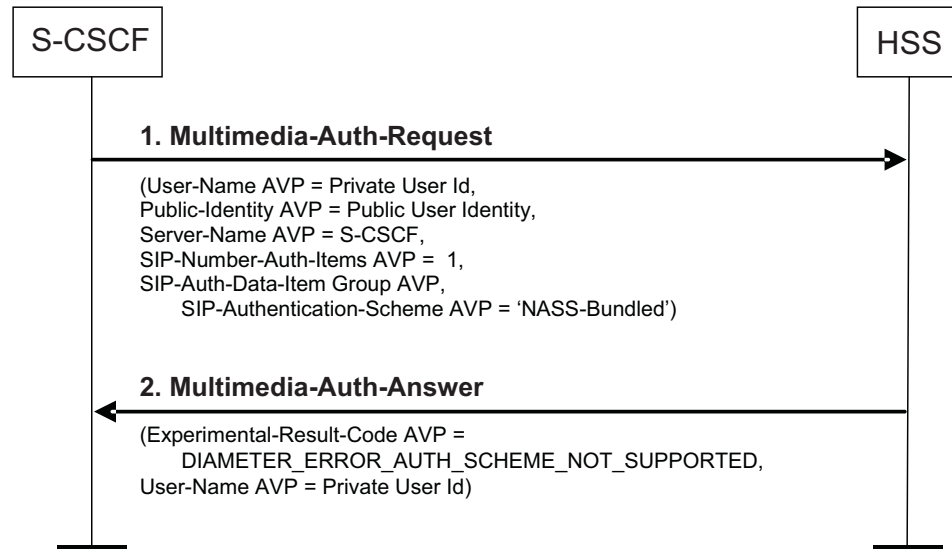 S-CSCF
HSS
1. Multimedia-Auth-Request
(User-Name AVP = Private User Id,
Public-Identity AVP = Public User Identity,
Server-Name AVP = S-CSCF,
SIP-Number-Auth-Items AVP = 1,
SIP-Auth-Data-Item Group AVP,
SIP-Authentication-Scheme AVP = ‘NASS-Bundled’)
2. Multimedia-Auth-Answer
(Experimental-Result-Code AVP =
DIAMETER_ERROR_AUTH_SCHEME_NOT_SUPPORTED,
User-Name AVP = Private User Id)